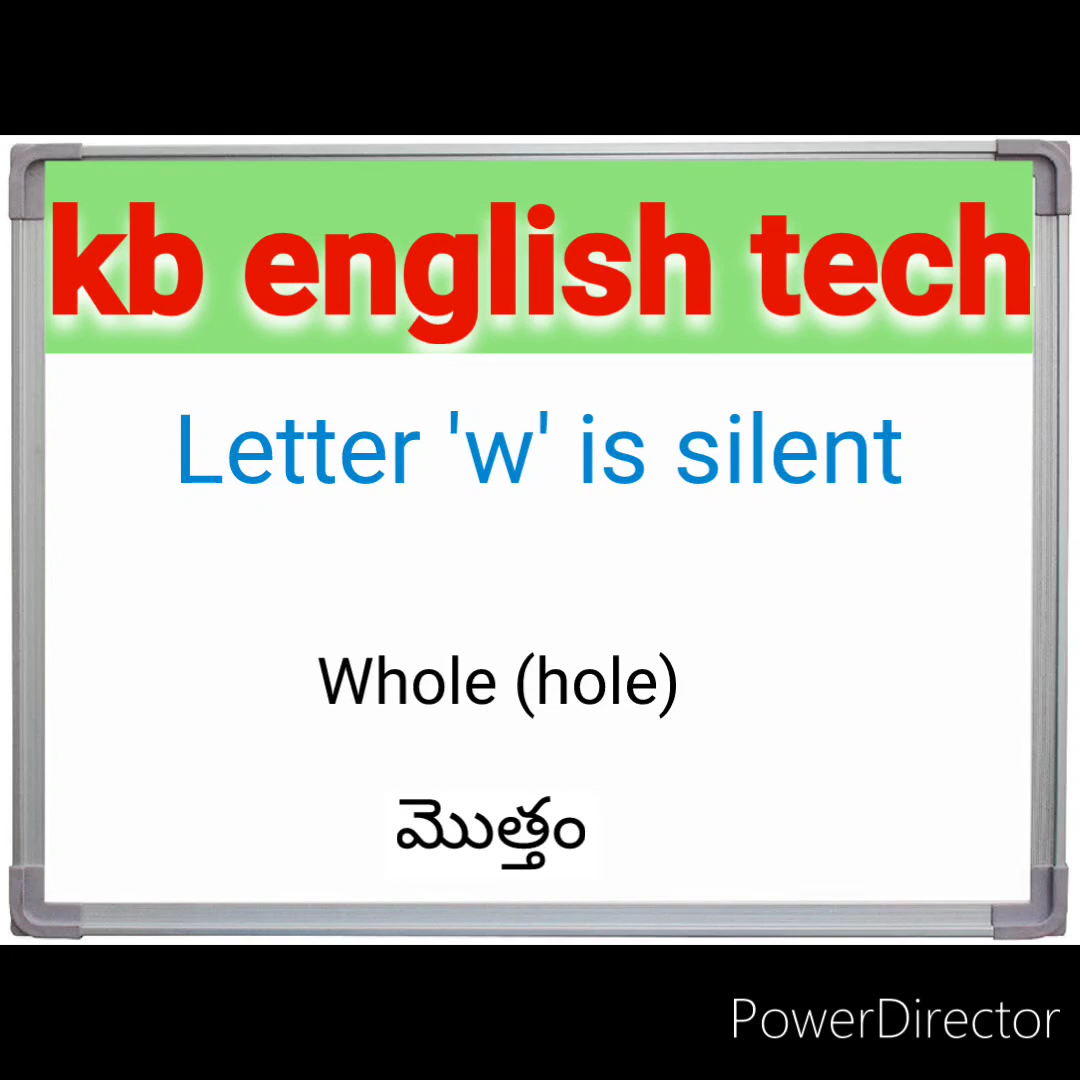 kb english tech
Letter 'w' is silent
Whole (hole)
మొత్తం
PowerDirector